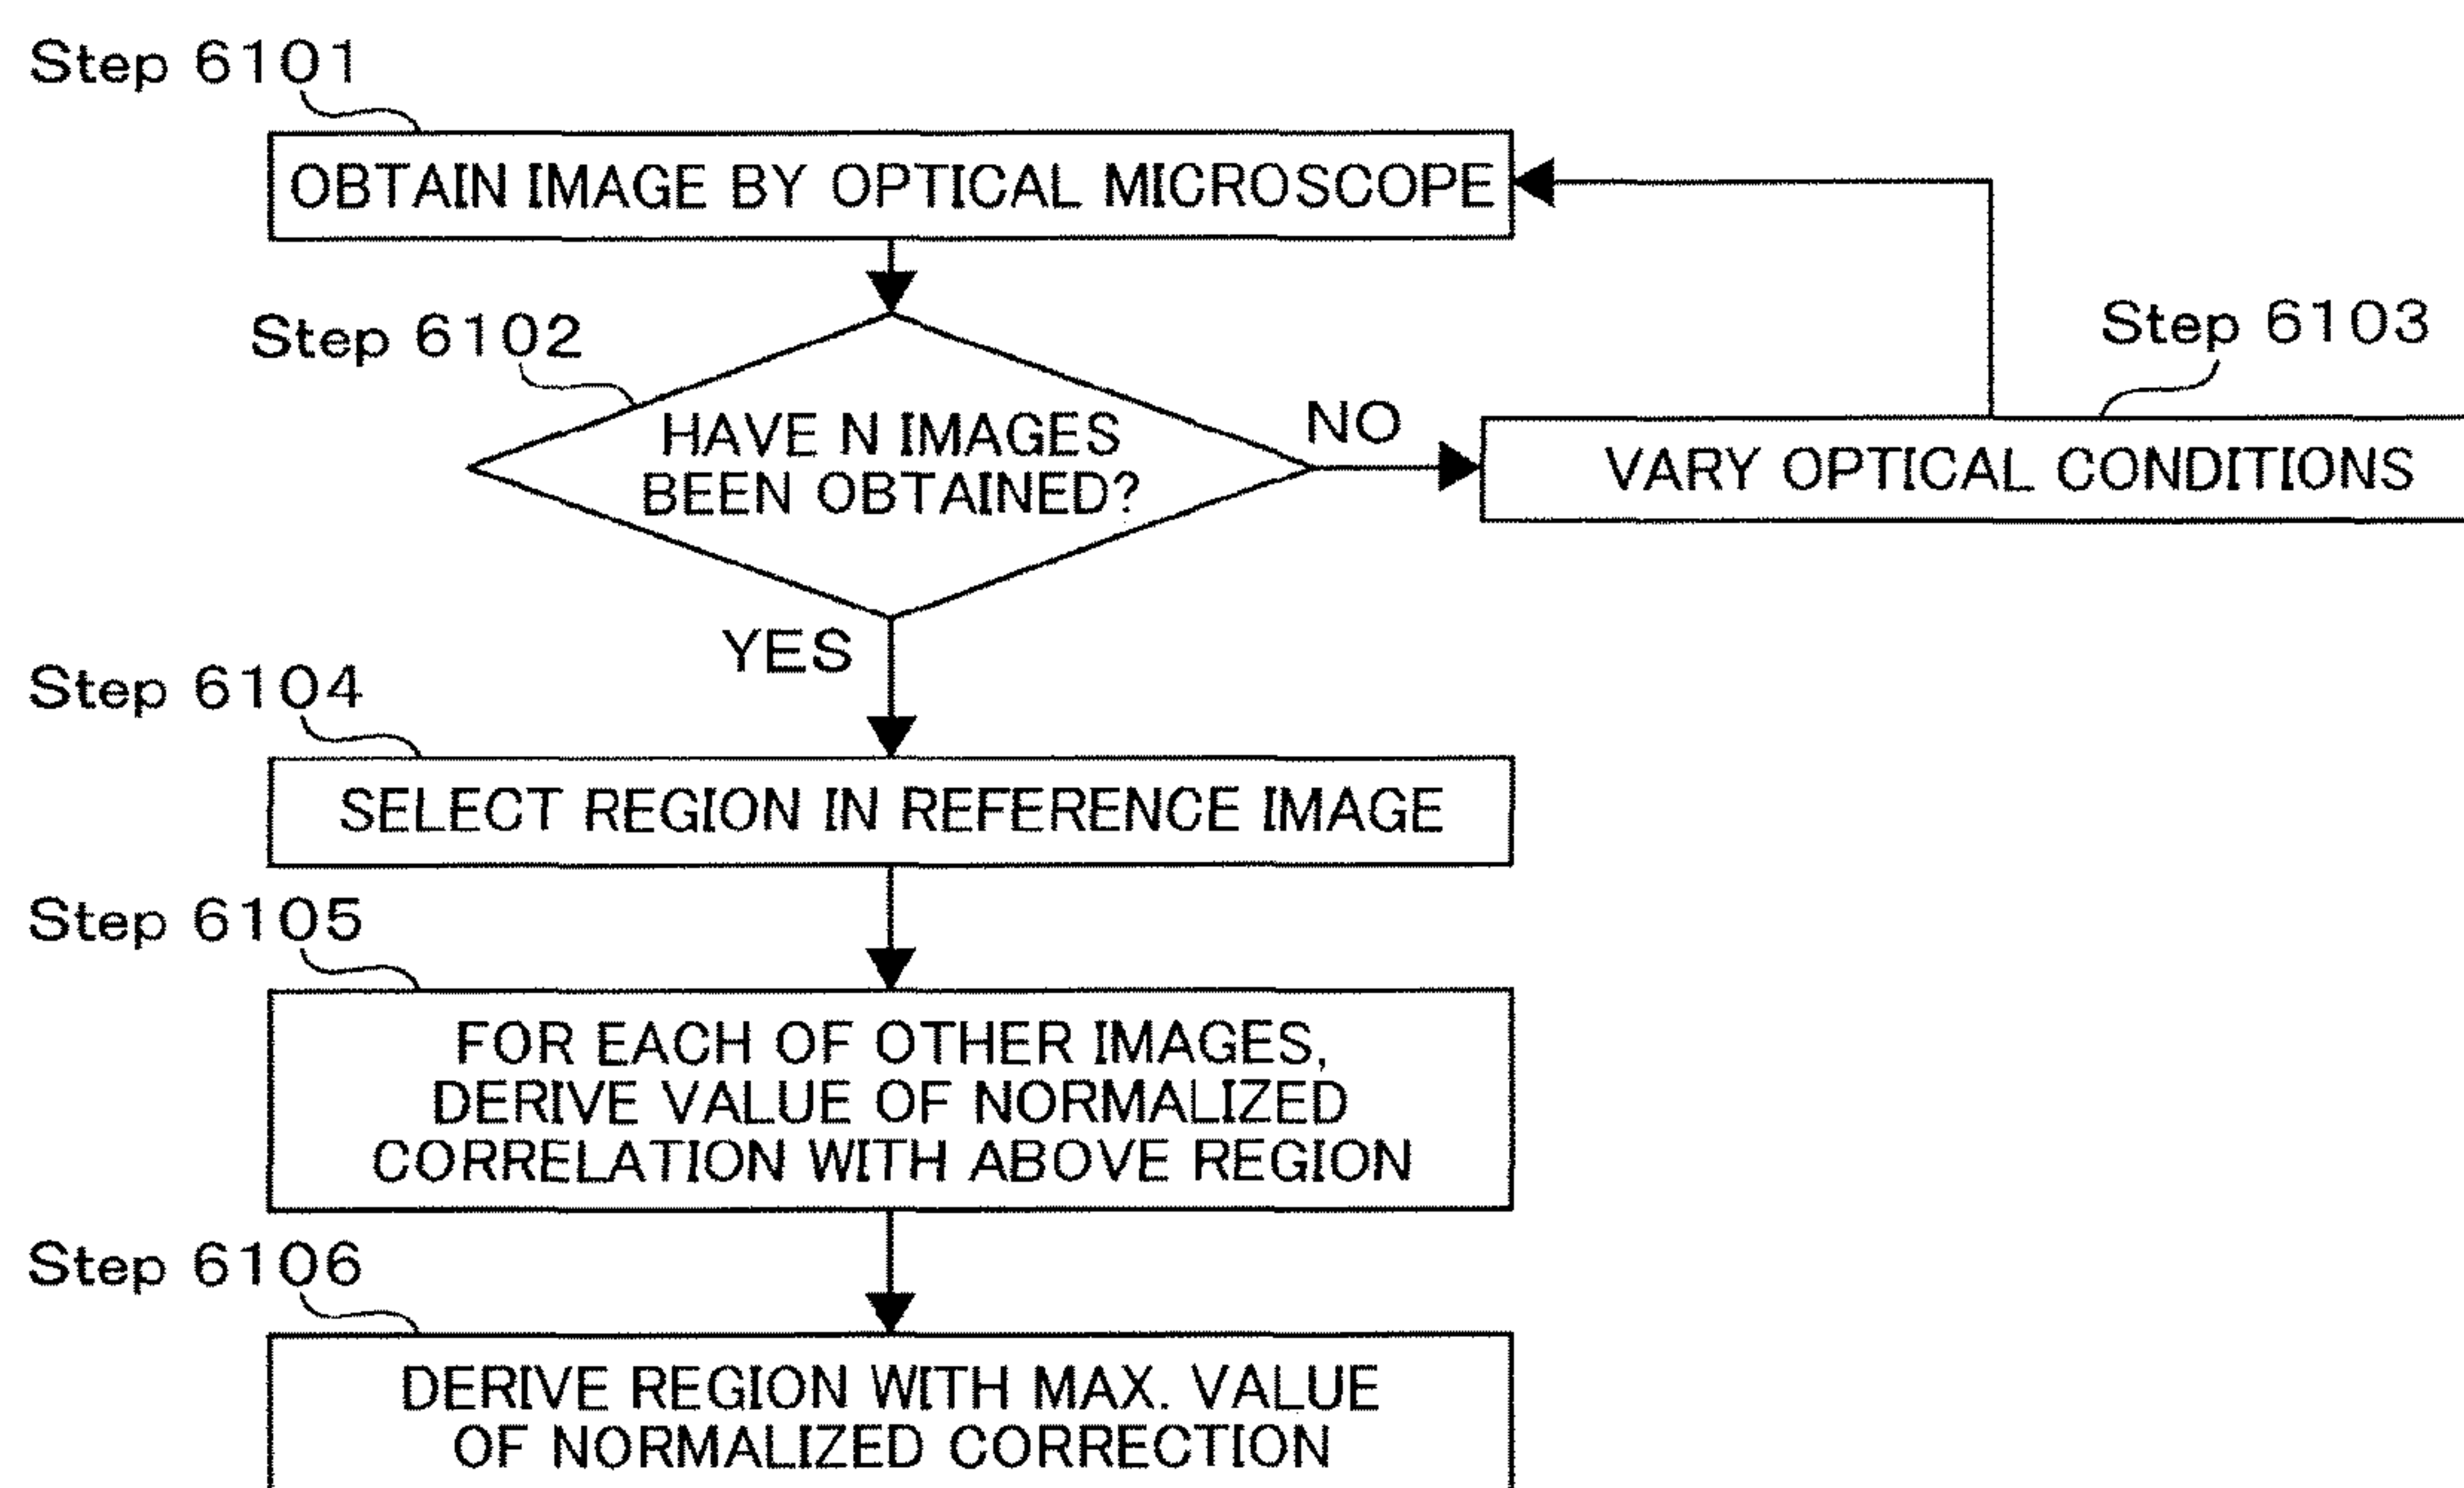 Step 6101
OBTAIN IMAGE BY OPTICAL MICROSCOPE
Step 6102
HAVE N IMAGES
BEEN OBTAINED?
NO
Step 6103
VARY OPTICAL CONDITIONS
YES
Step 6104
SELECT REGION IN REFERENCE IMAGE
Step 6105
FOR EACH OF OTHER IMAGES,
DERIVE VALUE OF NORMALIZED
CORRELATION WITH ABOVE REGION
Step 6106
DERIVE REGION WITH MAX. VALUE
OF NORMALIZED CORRECTION